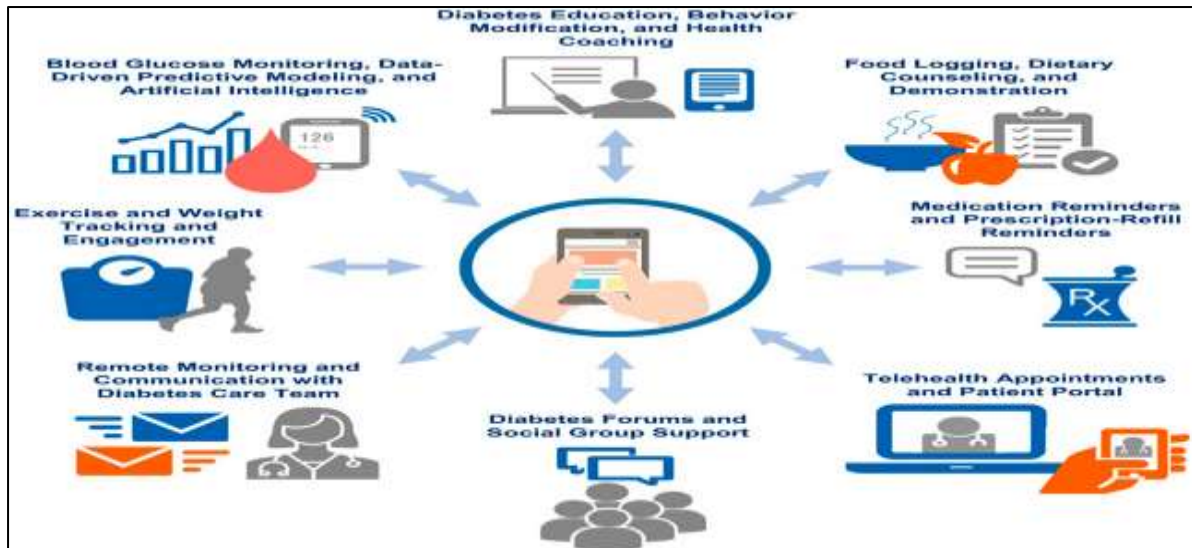 Diabetes Education, Behavior
Modification, and Health
Coaching
Blood Glucose Monitoring, Data-
Driven Predictive Modeling, and
Artificial Intelligence
126
Food Logging, Dietary
Counseling, and
Demonstration
Exercise and Weight
Tracking and
Engagement
Medication Reminders
and Prescription-Refill
Reminders
RX
Remote Monitoring and
Communication with
Diabetes Care Team
Diabetes Forums and
Social Group Support
Telehealth Appointments
and Patient Portal